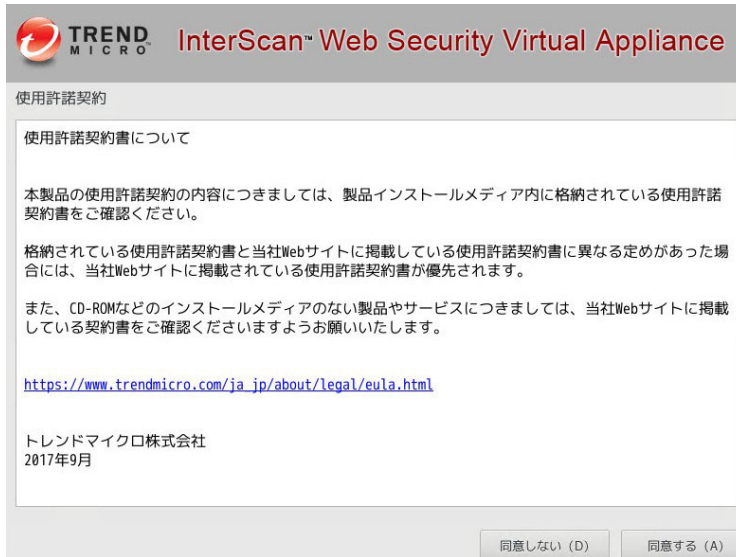 TREND MICRO™ InterScan™ Web Security Virtual Appliance
使用許諾契約
使用許諾契約書について
本製品の使用許諾契約の内容につきましては、製品インストールメディア内に格納されている使用許諾
契約書をご確認ください。
格納されている使用許諾契約書と当社Webサイトに掲載している使用許諾契約書に異なる定めがあった場
合には、当社Webサイトに掲載されている使用許諾契約書が優先されます。
また、CD-ROMなどのインストールメディアのない製品やサービスにつきましては、当社Webサイトに掲載
している契約書をご確認くださいますようお願いいたします。
https://www.trendmicro.com/ja_jp/about/legal/eula.html
トレンドマイクロ株式会社
2017年9月
同意しない (D) 同意する (A)